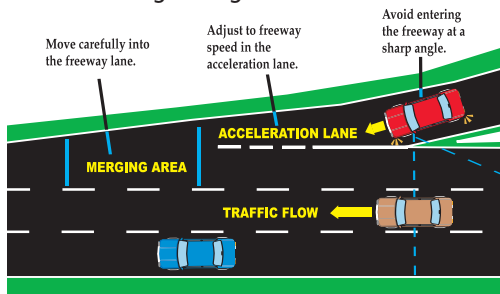 Move carefully into
the freeway lane.
Adjust to freeway
speed in the
acceleration lane.
Avoid entering
the freeway at a
sharp angle.
ACCELERATION LANE
MERGING AREA
TRAFFIC FLOW